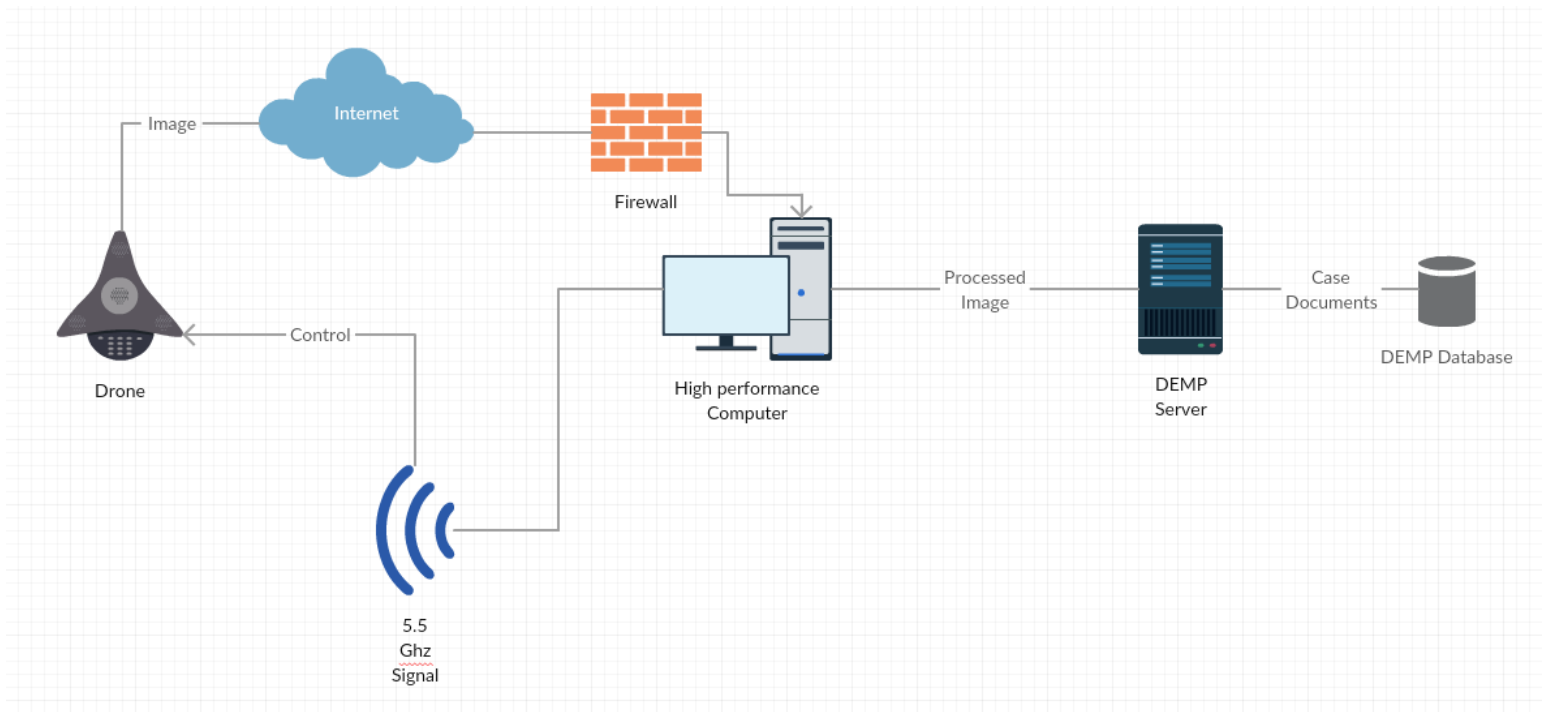 Image
Internet
Firewall
Control
Drone
High performance
Computer
Processed
Image
DEMP
Server
Case
Documents
DEMP Database
5.5
Ghz
Signal